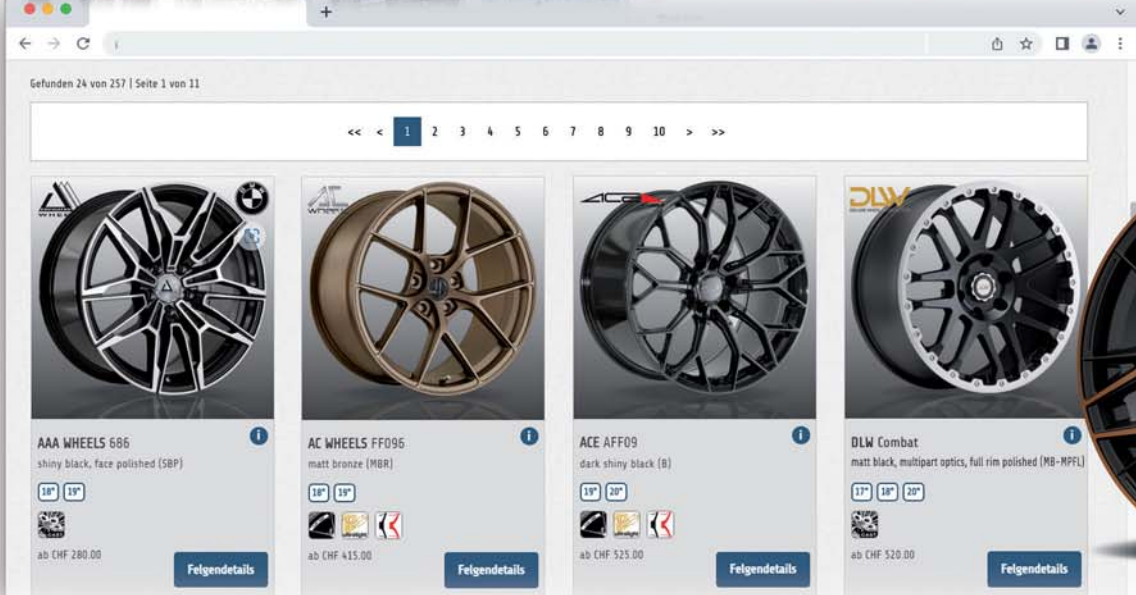 Gefunden 24 von 257 | Seite 1 von 11
<< < 1 2 3 4 5 6 7 8 9 10 > >>
AAA WHEELS 686
shiny black, face polished (SBP)
18" 19"
ab CHF 280.00
Felgendetails
AC WHEELS FF096
matt bronze (MBR)
18" 19"
ultralight
ab CHF 415.00
Felgendetails
ACE
ACE AFF09
dark shiny black (B)
19" 20"
ultralight
ab CHF 525.00
Felgendetails
DLW
DLW Combat
matt black, multipart optics, full rim polished (MB-MPFL)
17" 18" 20"
ab CHF 520.00
Felgendetails